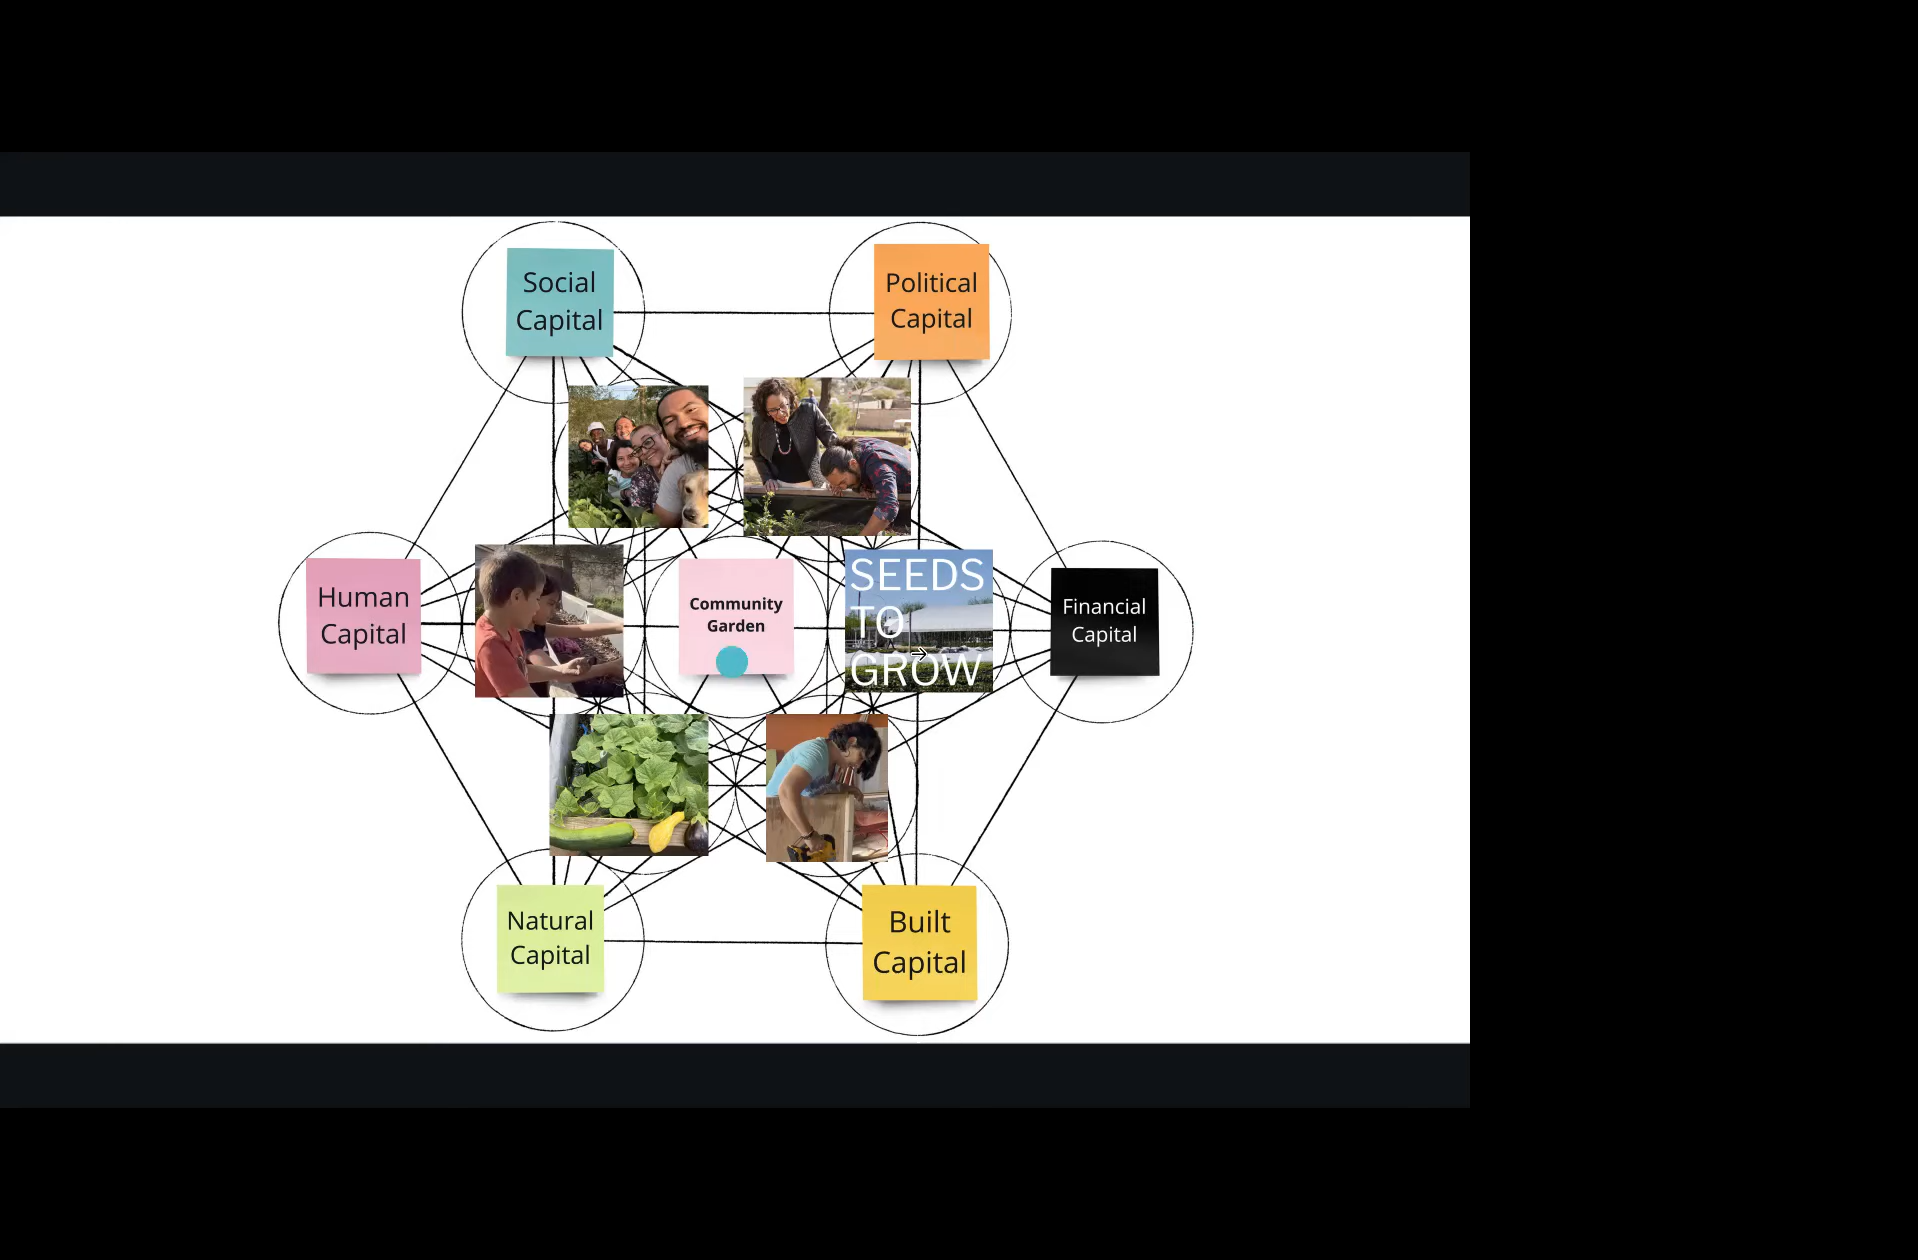 Social
Capital
Political
Capital
Human
Capital
Community
Garden
SEEDS
TO
GROW
Financial
Capital
Natural
Capital
Built
Capital